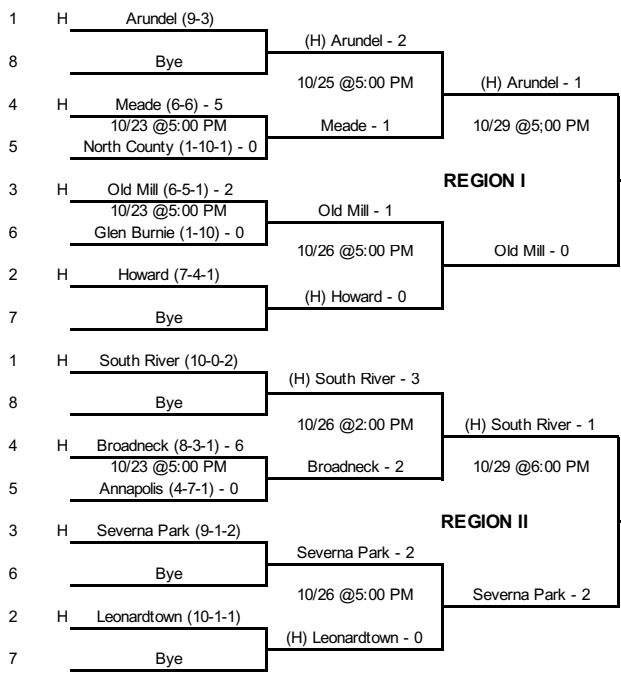 1 H Arundel (9-3)
(H) Arundel - 2
8 Bye
10/25 @5:00 PM
(H) Arundel - 1
4 H Meade (6-6) - 5
10/23 @5:00 PM
Meade - 1
10/29 @5;00 PM
5 North County (1-10-1) - 0
REGION I
3 H Old Mill (6-5-1) - 2
10/23 @5:00 PM
Old Mill - 1
6 Glen Burnie (1-10) - 0
10/26 @5:00 PM
Old Mill - 0
2 H Howard (7-4-1)
(H) Howard - 0
7 Bye
1 H South River (10-0-2)
(H) South River - 3
8 Bye
10/26 @2:00 PM
(H) South River - 1
4 H Broadneck (8-3-1) - 6
10/23 @5:00 PM
Broadneck - 2
10/29 @6:00 PM
5 Annapolis (4-7-1) - 0
REGION II
3 H Severna Park (9-1-2)
Severna Park - 2
6 Bye
10/26 @5:00 PM
Severna Park - 2
2 H Leonardtown (10-1-1)
(H) Leonardtown - 0
7 Bye